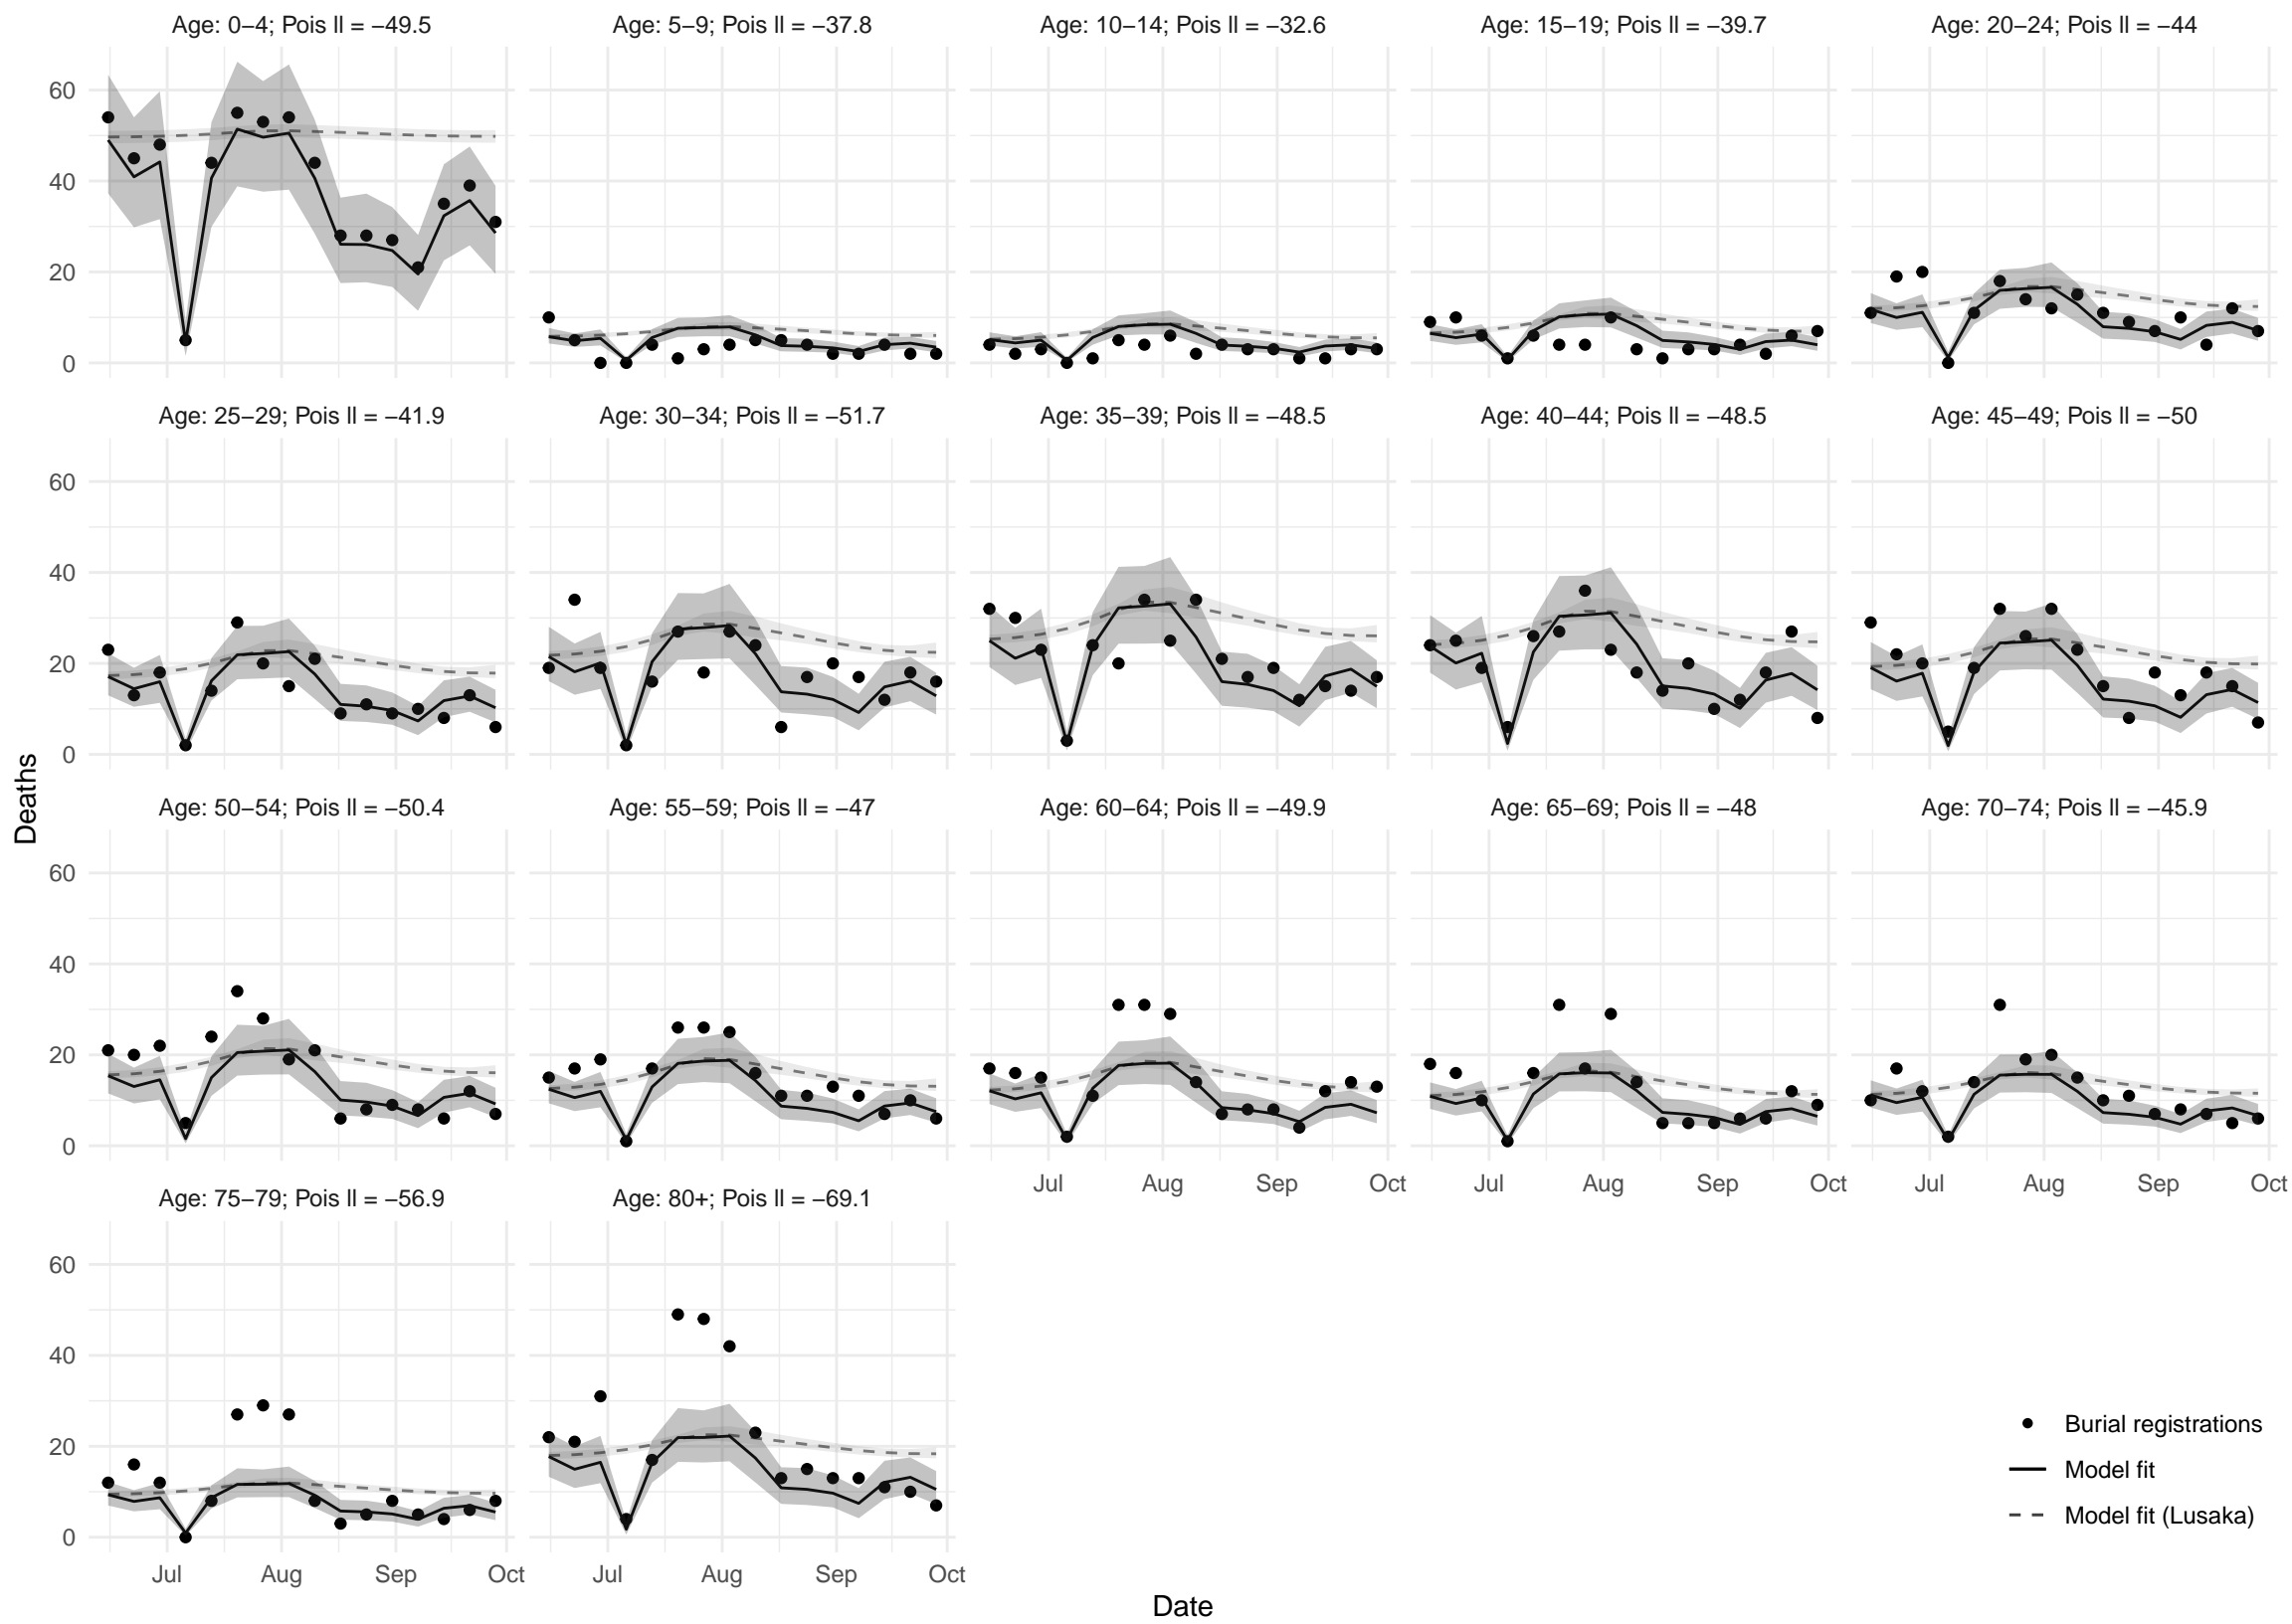 Age: 0−4; Pois ll = −49.5
Age: 5−9; Pois ll = −37.8
Age: 10−14; Pois ll = −32.6
Age: 15−19; Pois ll = −39.7
Age: 20−24; Pois ll = −44
60
40
20
0
Age: 25−29; Pois ll = −41.9
Age: 30−34; Pois ll = −51.7
Age: 35−39; Pois ll = −48.5
Age: 40−44; Pois ll = −48.5
Age: 45−49; Pois ll = −50
60
40
20
0
Deaths
Age: 50−54; Pois ll = −50.4
Age: 55−59; Pois ll = −47
Age: 60−64; Pois ll = −49.9
Age: 65−69; Pois ll = −48
Age: 70−74; Pois ll = −45.9
60
40
20
0
Jul Aug Sep Oct
Jul Aug Sep Oct
Jul Aug Sep Oct
Age: 75−79; Pois ll = −56.9
Age: 80+; Pois ll = −69.1
60
40
20
0
Jul Aug Sep Oct
Jul Aug Sep Oct
Burial registrations
Model fit
Model fit (Lusaka)
Date